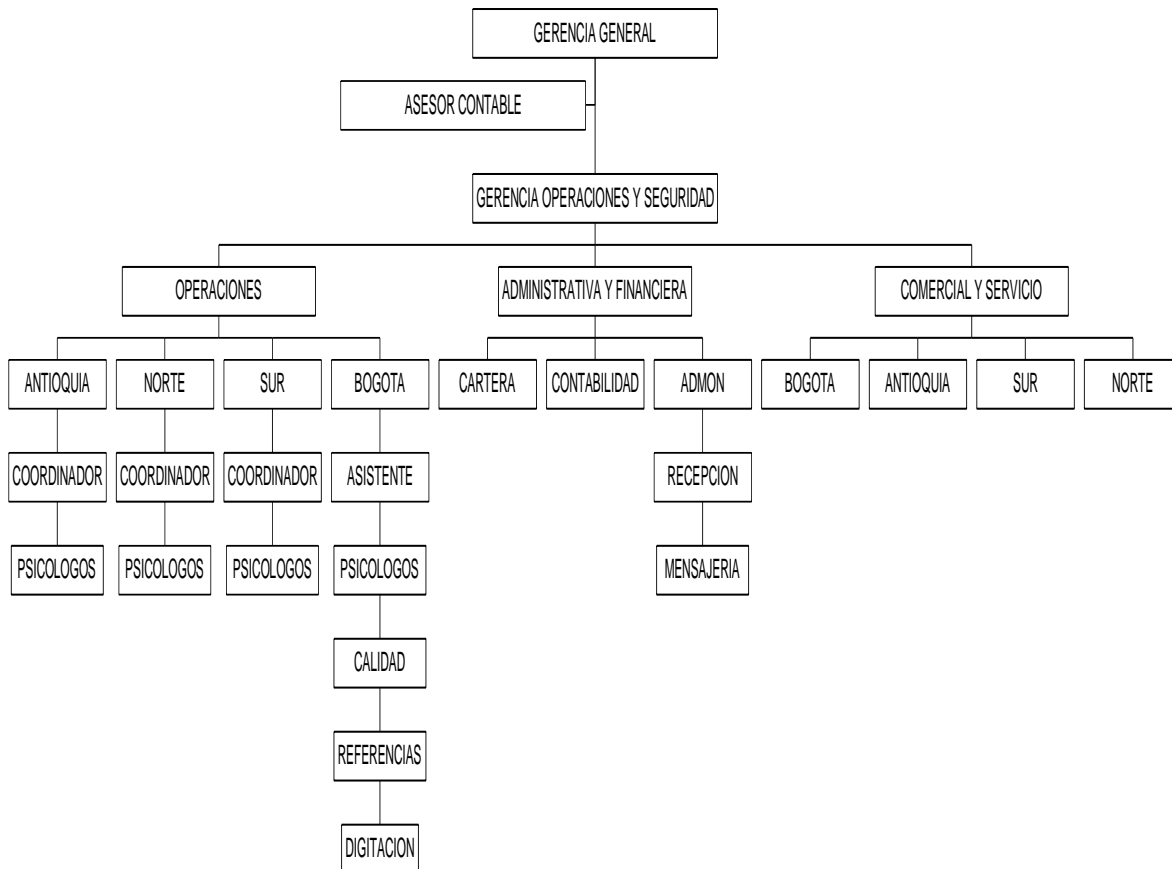 GERENCIA GENERAL
ASESOR CONTABLE
GERENCIA OPERACIONES Y SEGURIDAD
OPERACIONES
ADMINISTRATIVA Y FINANCIERA
COMERCIAL Y SERVICIO
ANTIOQUIA
NORTE
SUR
BOGOTA
CARTERA
CONTABILIDAD
ADMON
BOGOTA
ANTIOQUIA
SUR
NORTE
COORDINADOR
COORDINADOR
COORDINADOR
ASISTENTE
RECEPCION
PSICOLOGOS
PSICOLOGOS
PSICOLOGOS
PSICOLOGOS
MENSAJERIA
CALIDAD
REFERENCIAS
DIGITACION